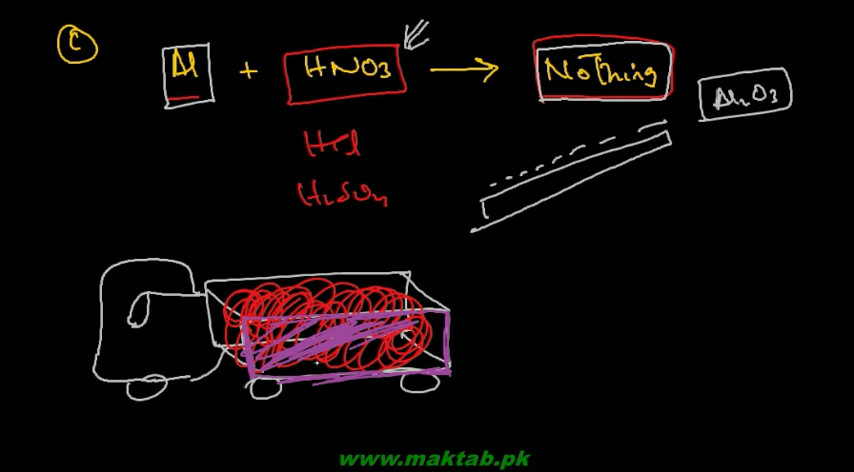 C
Al + HNO3 → Nothing
Al2O3
HCl
H2SO4
www.maktab.pk